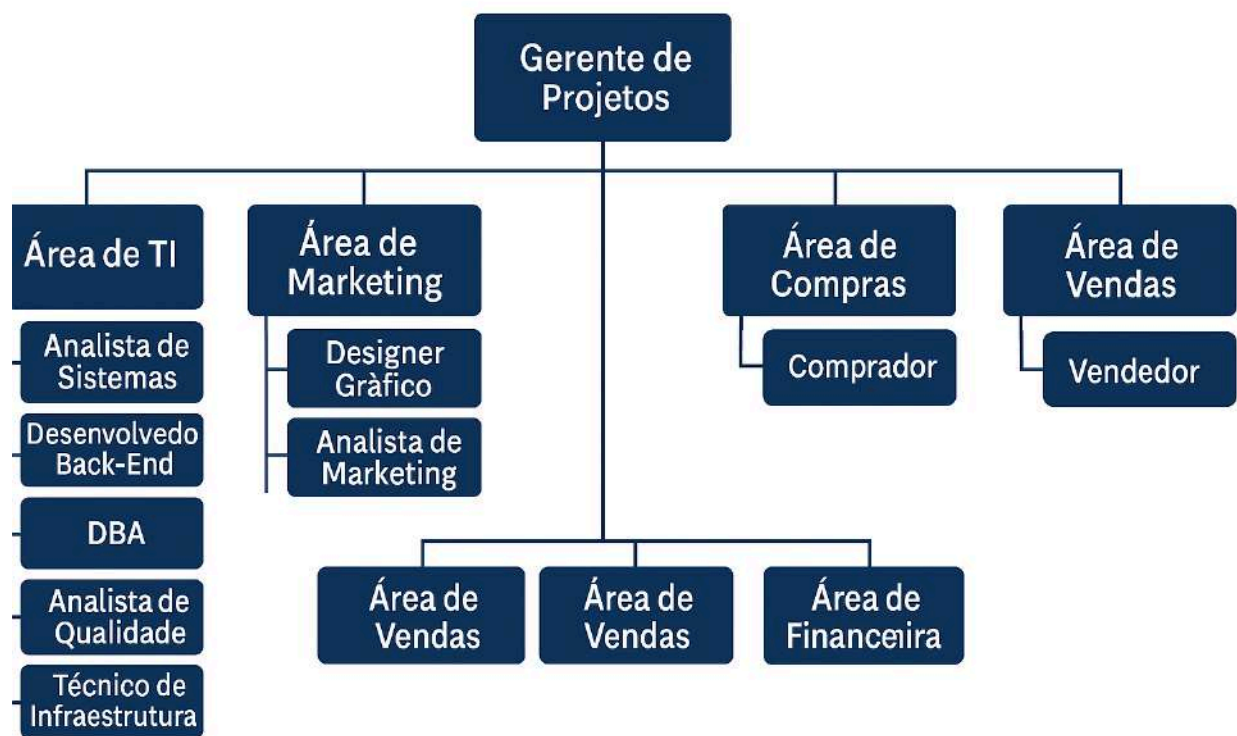 Gerente de
Projetos
Área de TI
Área de
Marketing
Área de
Compras
Área de
Vendas
Analista de
Sistemas
Desenvolvedo
Back-End
DBA
Analista de
Qualidade
Técnico de
Infraestrutura
Designer
Gràfico
Analista de
Marketing
Comprador
Vendedor
Área de
Vendas
Área de
Vendas
Área de
Financenira